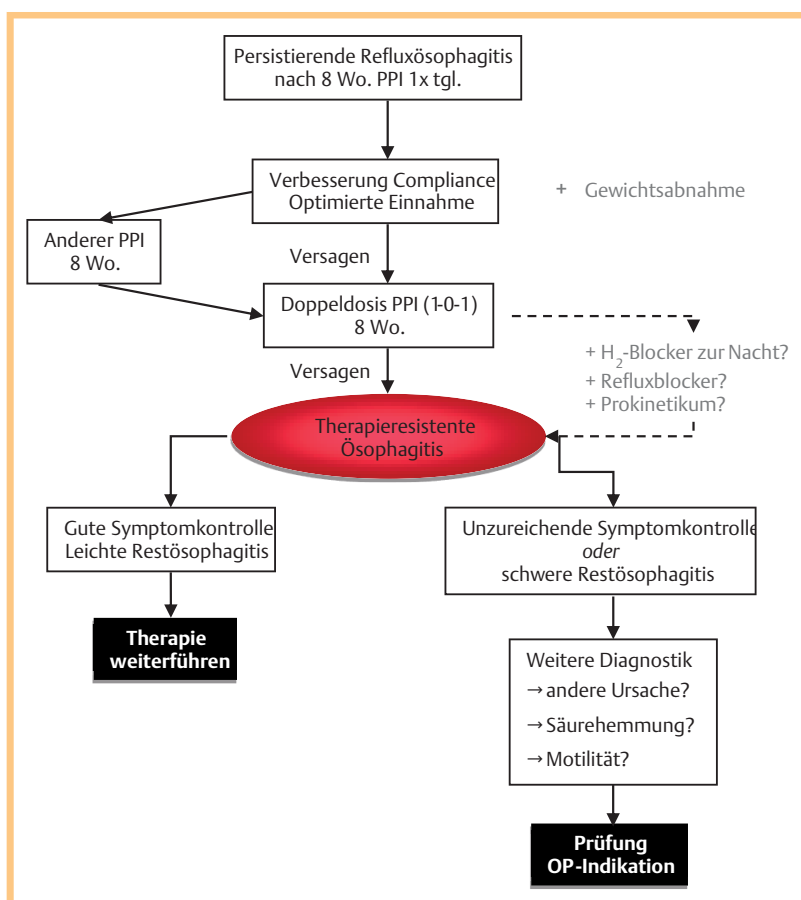 Persistierende Refluxösophagitis
nach 8 Wo. PPI 1x tgl.
Verbesserung Compliance
Optimierte Einnahme
+ Gewichtsabnahme
Anderer PPI
8 Wo.
Versagen
Doppeldosis PPI (1-0-1)
8 Wo.
+ H₂-Blocker zur Nacht?
+ Refluxblocker?
+ Prokinetikum?
Versagen
Therapieresistente
Ösophagitis
Gute Symptomkontrolle
Leichte Restösophagitis
Unzureichende Symptomkontrolle
oder
schwere Restösophagitis
Therapie
weiterführen
Weitere Diagnostik
→ andere Ursache?
→ Säurehemmung?
→ Motilität?
Prüfung
OP-Indikation